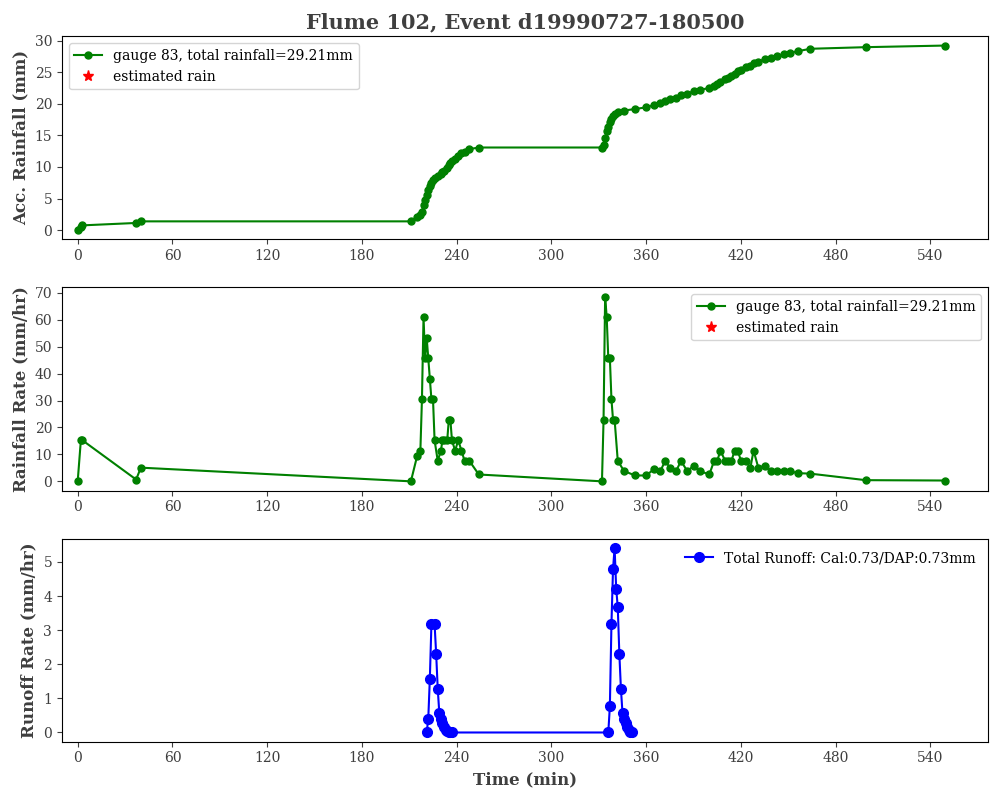 Flume 102, Event d19990727-180500
Acc. Rainfall (mm)
30
25
20
15
10
5
0
gauge 83, total rainfall=29.21mm
estimated rain
0 60 120 180 240 300 360 420 480 540
Rainfall Rate (mm/hr)
70
60
50
40
30
20
10
0
gauge 83, total rainfall=29.21mm
estimated rain
0 60 120 180 240 300 360 420 480 540
Runoff Rate (mm/hr)
5
4
3
2
1
0
Total Runoff: Cal:0.73/DAP:0.73mm
0 60 120 180 240 300 360 420 480 540
Time (min)